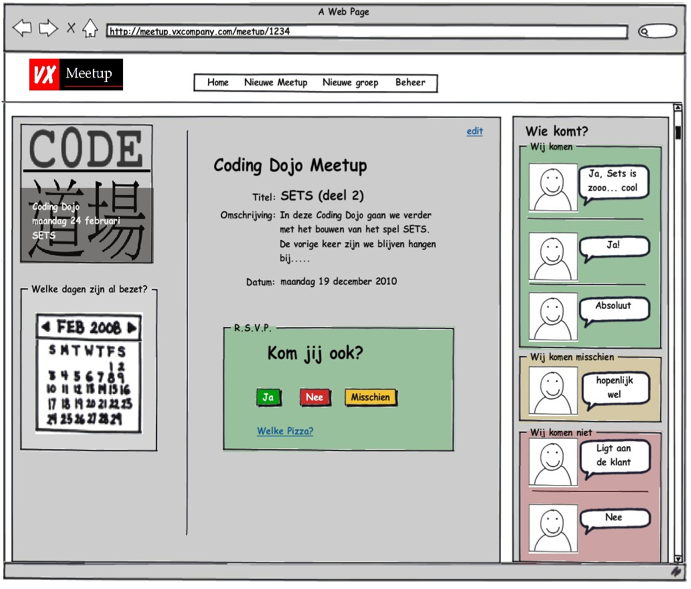 A Web Page
http://meetup.vxcompany.com/meetup/1234
VX Meetup
Home Nieuwe Meetup Nieuwe groep Beheer
CODE
道場
Coding Dojo
maandag 24 februari
SETS
Welke dagen zijn al bezet?
FEB 2008
S M T W T F S
1 2
3 4 5 6 7 8 9
10 11 12 13 14 15 16
17 18 19 20 21 22 23
24 25 26 27 28 29
edit
Coding Dojo Meetup
Titel: SETS (deel 2)
Omschrijving: In deze Coding Dojo gaan we verder
met het bouwen van het spel SETS.
De vorige keer zijn we blijven hangen
bij.....
Datum: maandag 19 december 2010
R.S.V.P.
Kom jij ook?
Ja Nee Misschien
Welke Pizza?
Wie komt?
Wij komen
Ja, Sets is
zooo... cool
Ja!
Absoluut
Wij komen misschien
hopenlijk
wel
Wij komen niet
Ligt aan
de klant
Nee